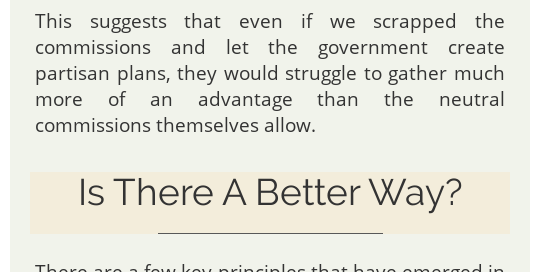 This suggests that even if we scrapped the
commissions and let the government create
partisan plans, they would struggle to gather much
more of an advantage than the neutral
commissions themselves allow.
Is There A Better Way?
There are a few key principles that have emerged in